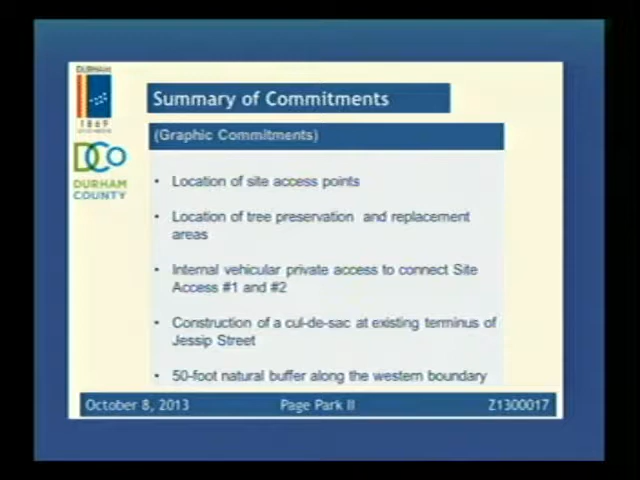 DURHAM
1869
DCO
DURHAM
COUNTY
Summary of Commitments
(Graphic Commitments)
• Location of site access points
• Location of tree preservation and replacement
areas
• Internal vehicular private access to connect Site
Access #1 and #2
• Construction of a cul-de-sac at existing terminus of
Jessip Street
• 50-foot natural buffer along the western boundary
October 8, 2013 Page Park II Z1300017